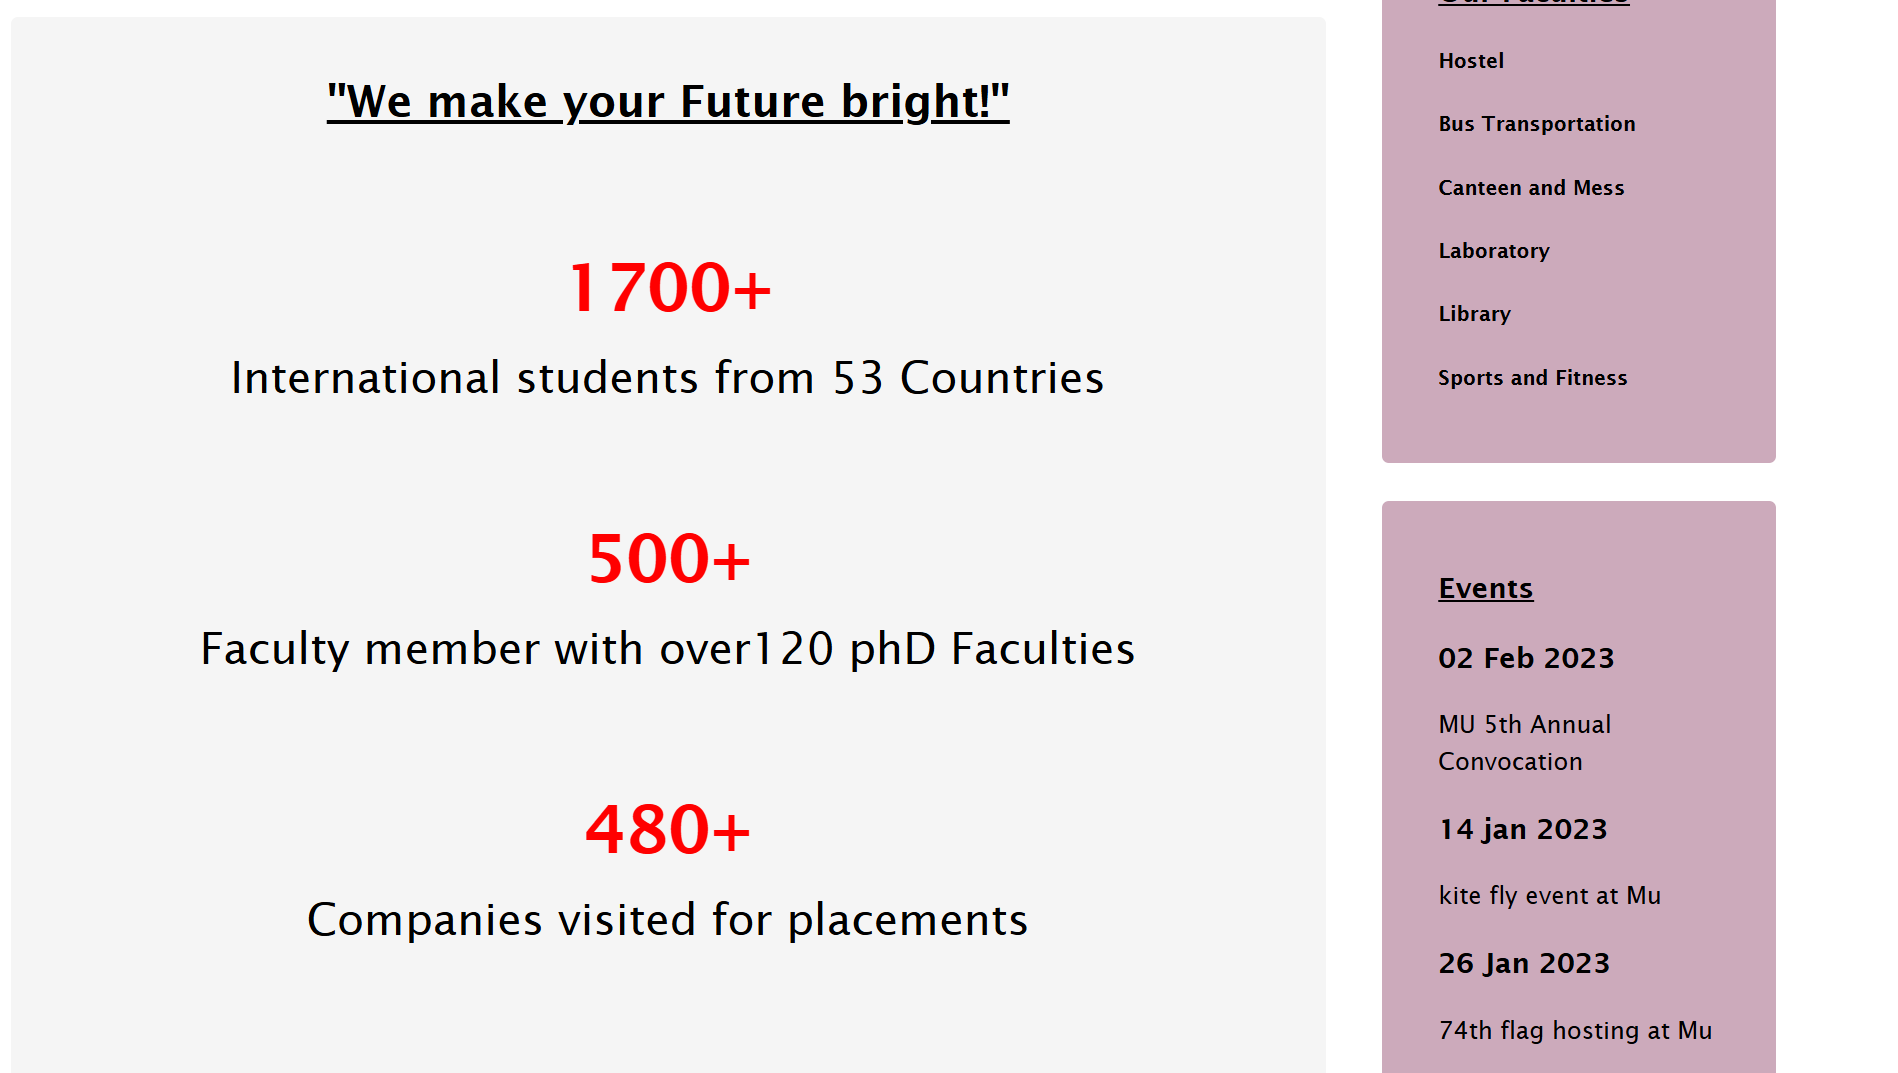 "We make your Future bright!"
1700+
International students from 53 Countries
500+
Faculty member with over120 phD Faculties
480+
Companies visited for placements
Our Faculties
Hostel
Bus Transportation
Canteen and Mess
Laboratory
Library
Sports and Fitness
Events
02 Feb 2023
MU 5th Annual
Convocation
14 jan 2023
kite fly event at Mu
26 Jan 2023
74th flag hosting at Mu